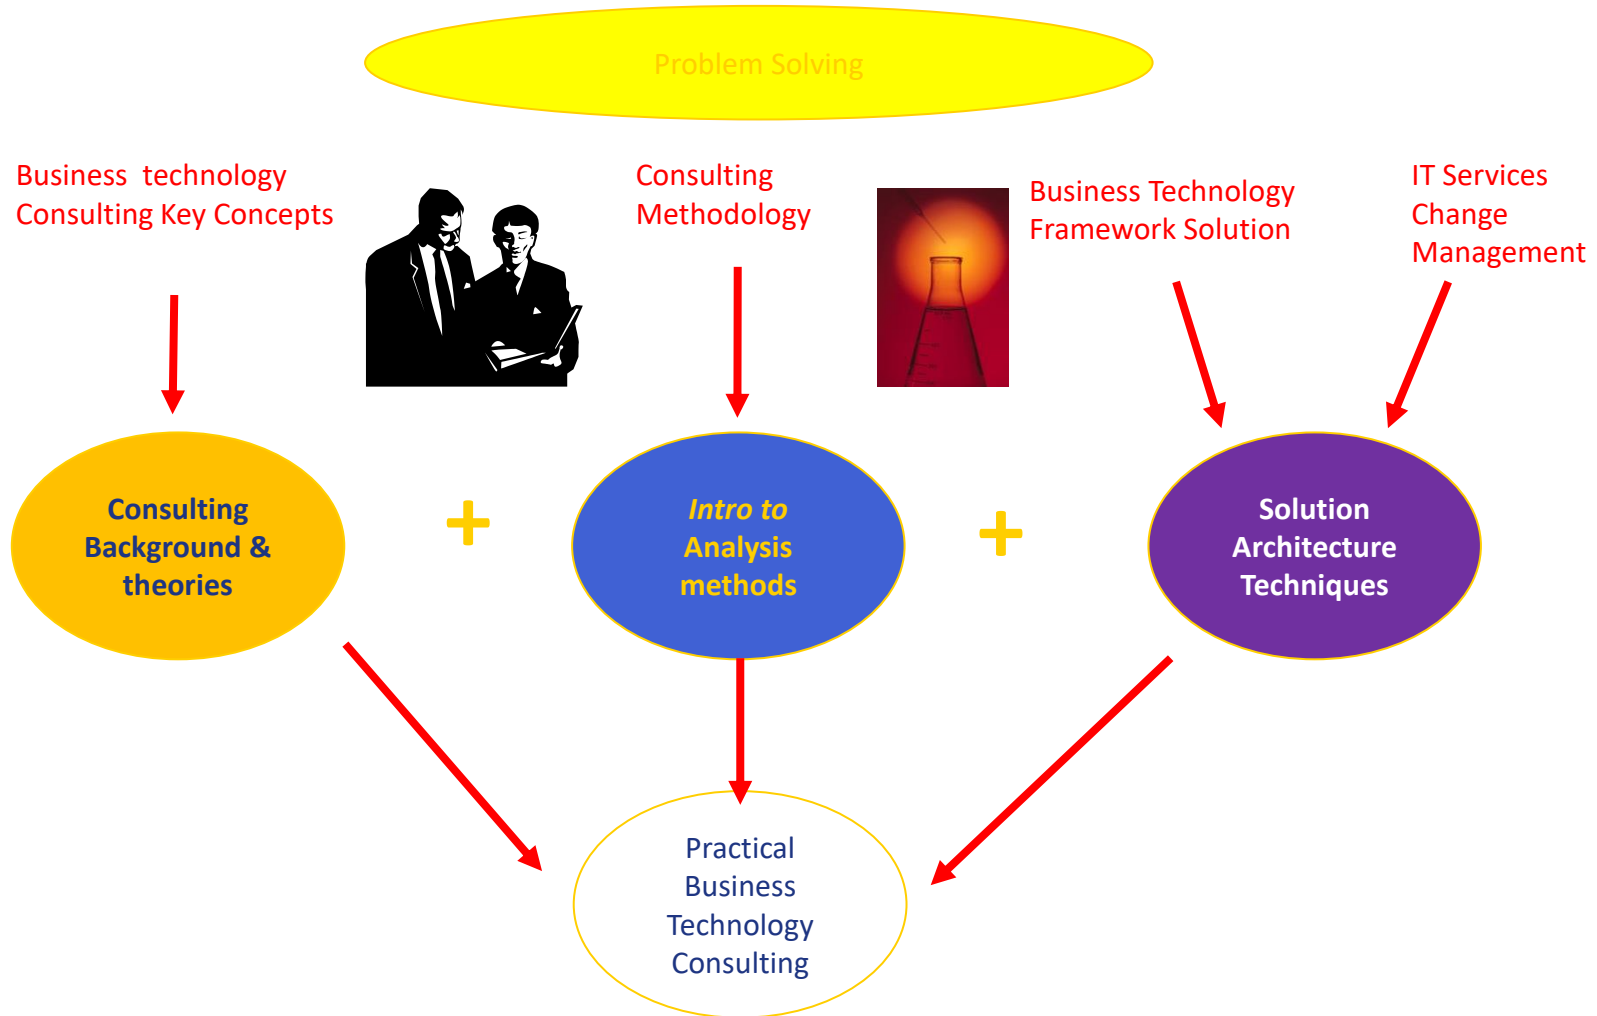 Problem Solving
Business  technology
Consulting Key Concepts
Consulting
Methodology
Business Technology
Framework Solution
IT Services
Change
Management
Consulting
Background &
theories
+
Intro to
Analysis
methods
+
Solution
Architecture
Techniques
Practical
Business
Technology
Consulting